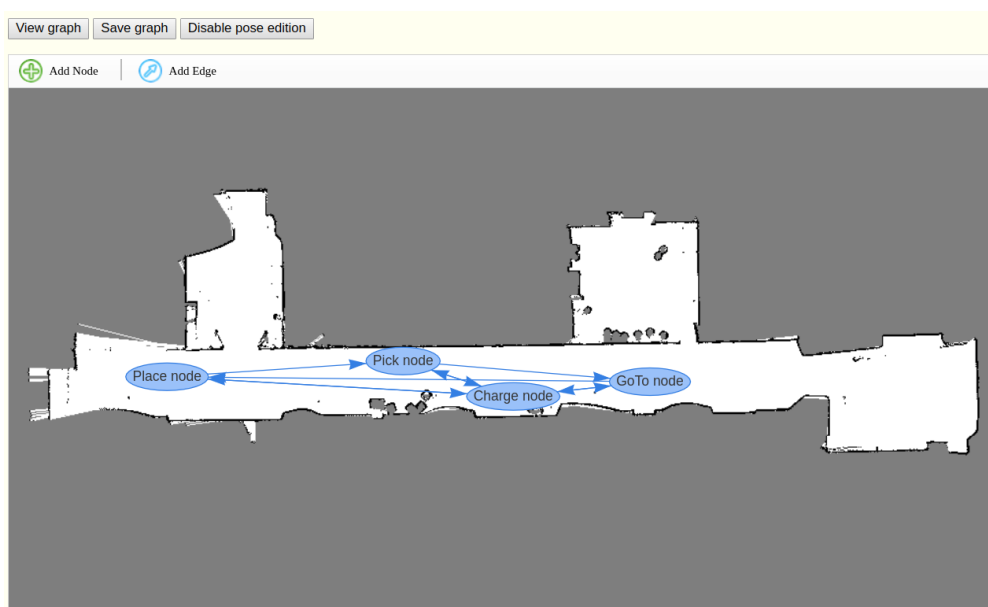 View graph Save graph Disable pose edition
Add Node Add Edge
Pick node
Place node
GoTo node
Charge node